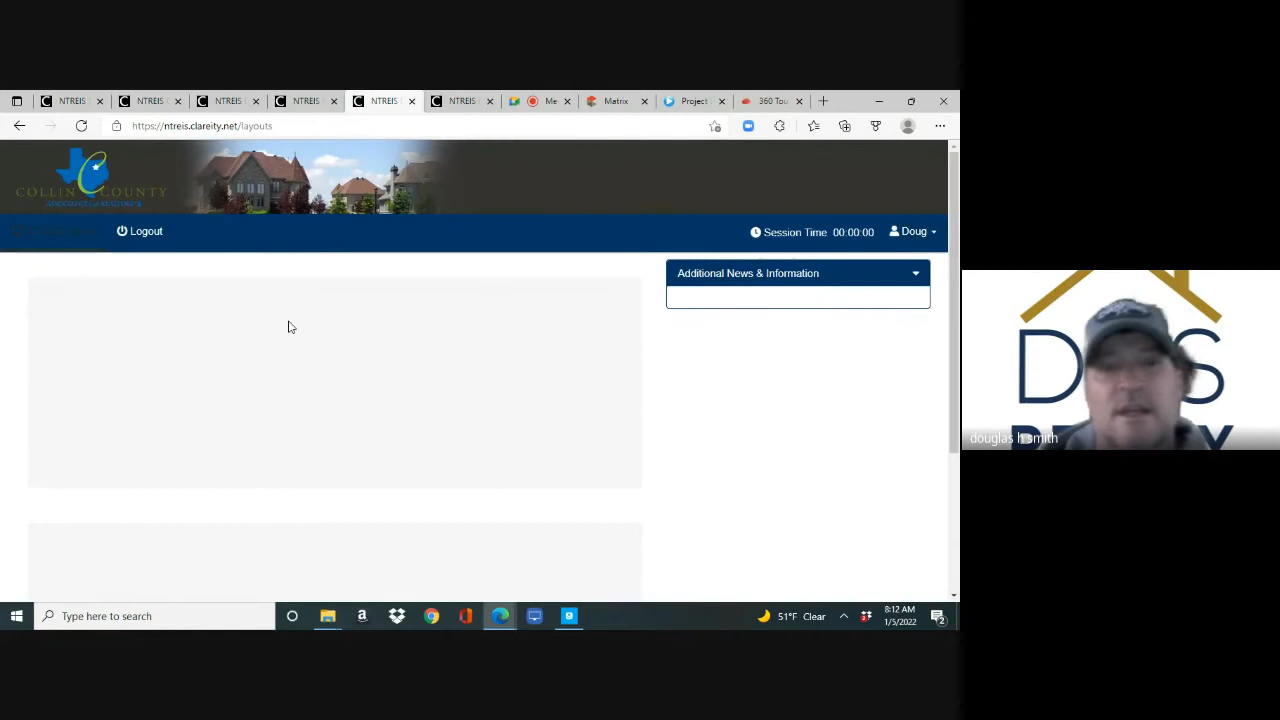 NTREIS
NTREIS
NTREIS
NTREIS
NTREIS
NTREIS
Me
Matrix
Project
360 Tou
https://ntreis.clareity.net/layouts
COLLIN COUNTY
Logout
Session Time 00:00:00
Doug
Additional News & Information
D S
douglas h smith
Type here to search
51°F Clear
8:12 AM
1/5/2022
2